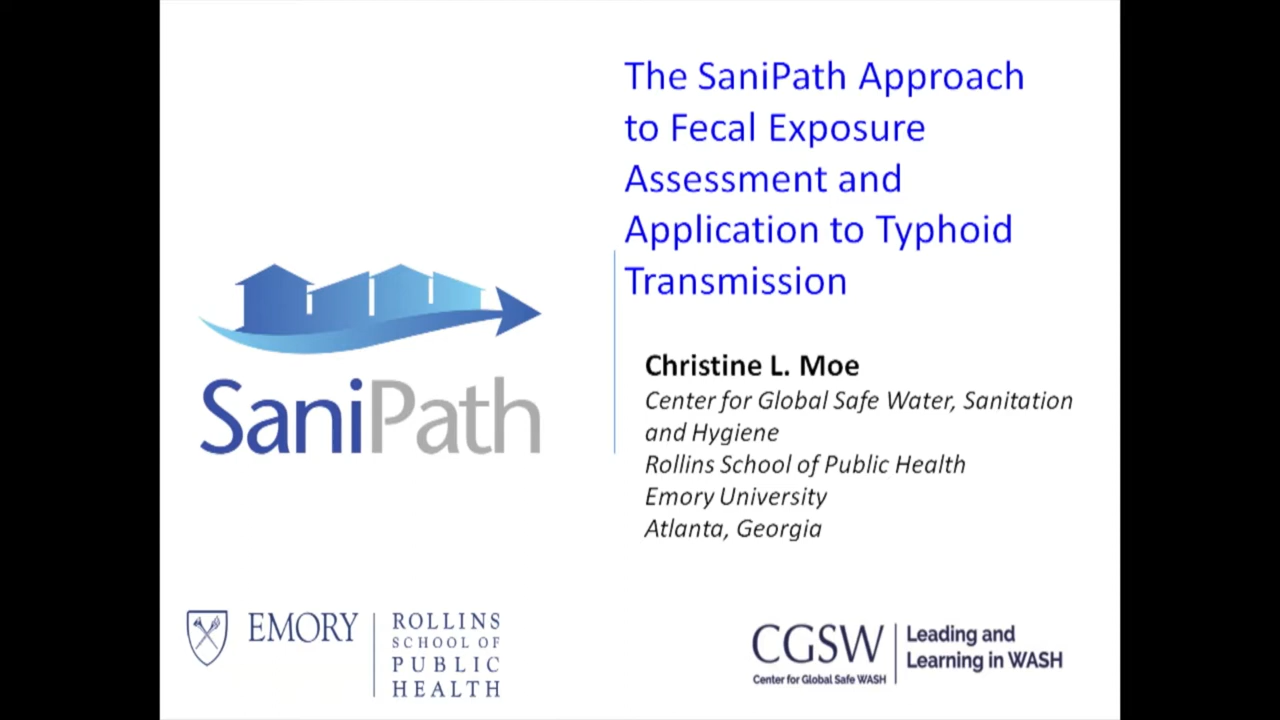 The SaniPath Approach
to Fecal Exposure
Assessment and
Application to Typhoid
Transmission
SaniPath
Christine L. Moe
Center for Global Safe Water, Sanitation
and Hygiene
Rollins School of Public Health
Emory University
Atlanta, Georgia
EMORY
ROLLINS
SCHOOL OF
PUBLIC
HEALTH
CGSW
Center for Global Safe WASH
Leading and
Learning in WASH